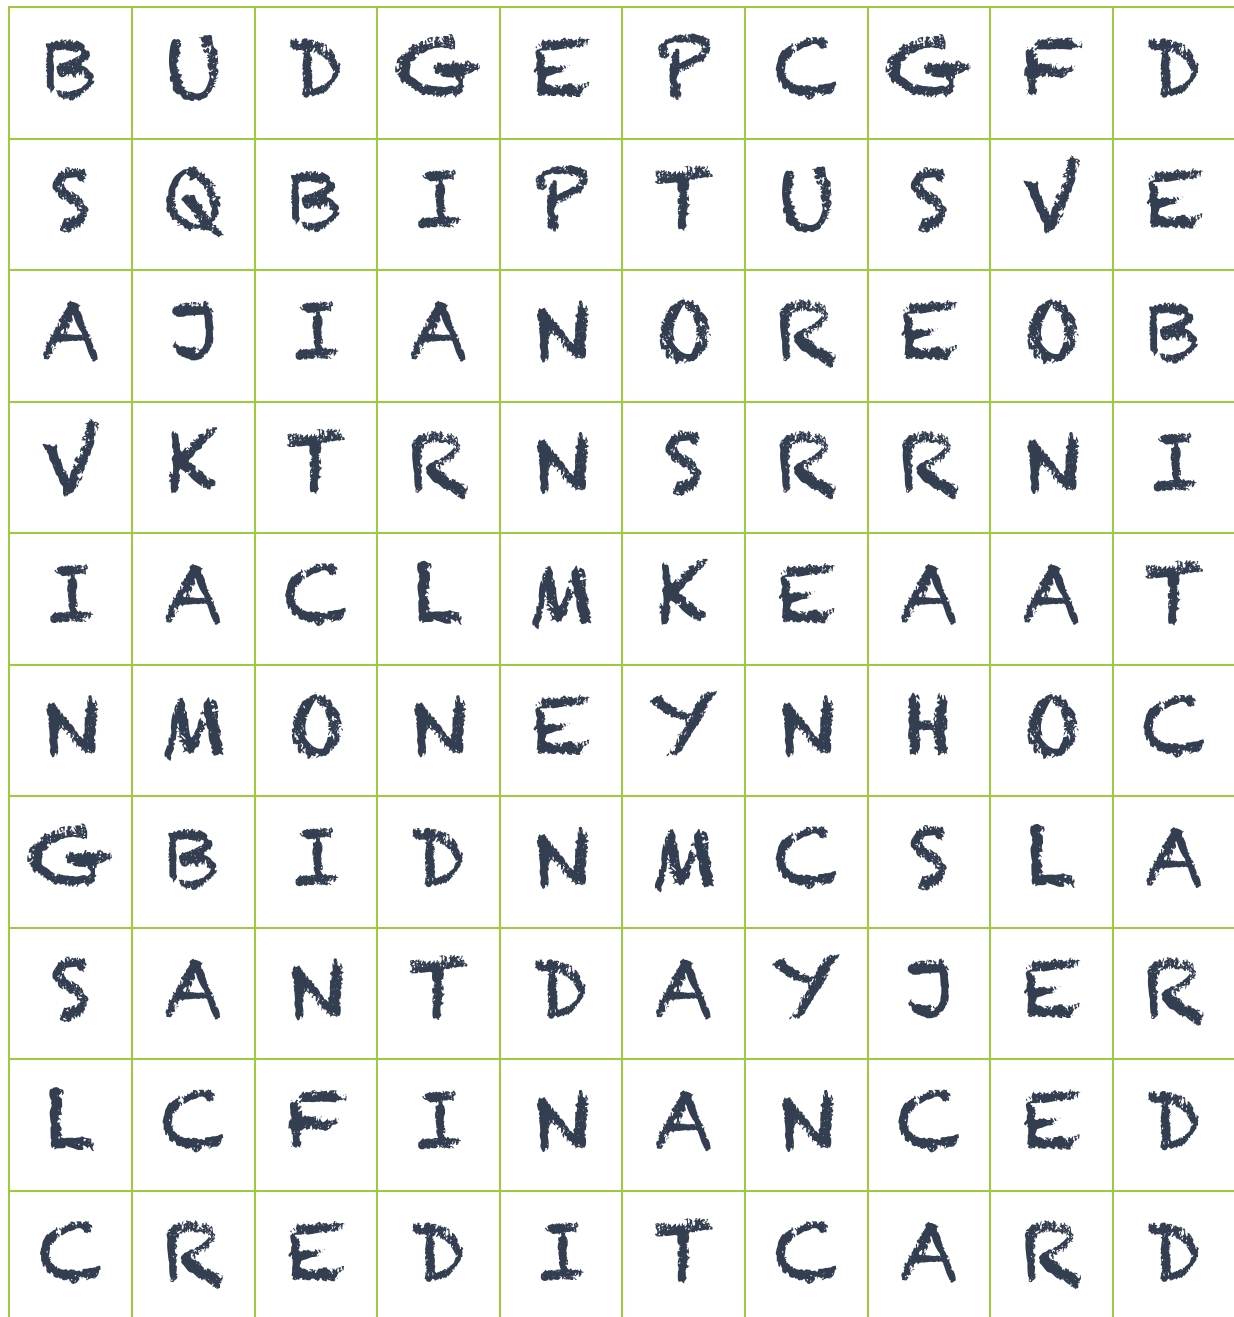 B U D G E P C G F D
S Q B I P T U S V E
A J I A N O R E O B
V K T R N S R R N I
I A C L M K E A A T
N M O N E Y N H O C
G B I D N M C S L A
S A N T D A Y J E R
L C F I N A N C E D
C R E D I T C A R D